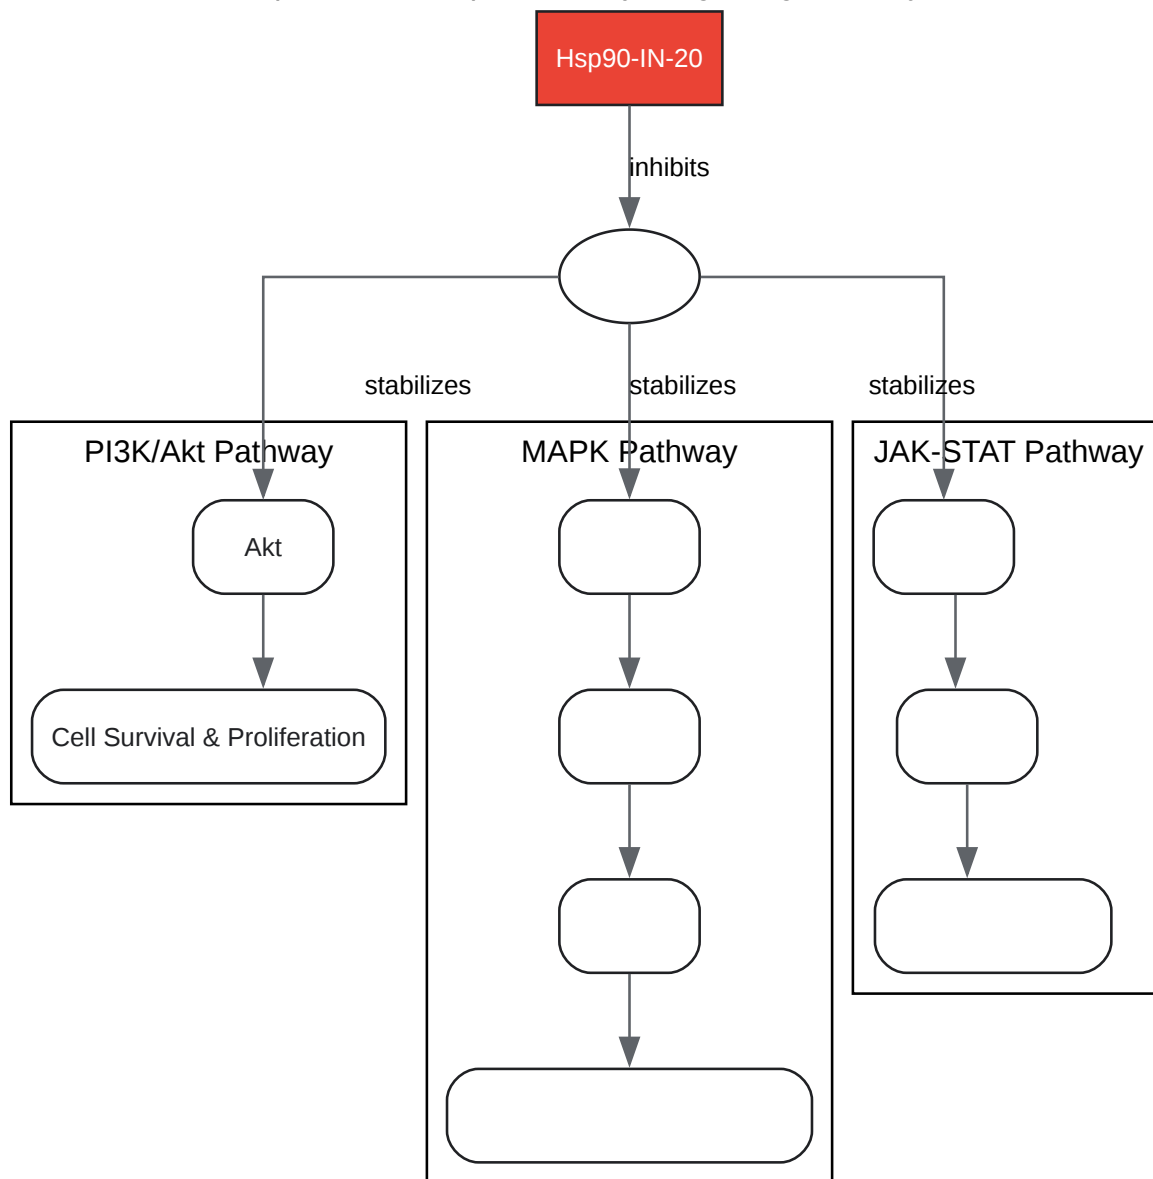 Hsp90-IN-20
inhibits
stabilizes
stabilizes
stabilizes
PI3K/Akt Pathway
MAPK Pathway
JAK-STAT Pathway
Akt
Cell Survival & Proliferation